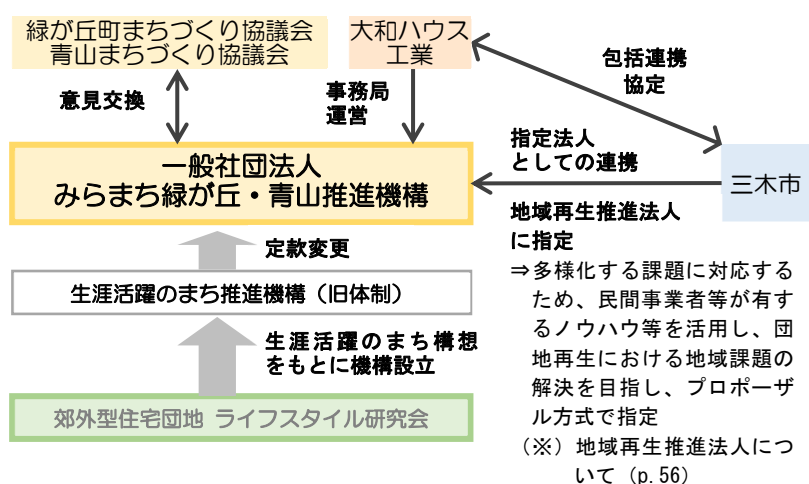 緑が丘町まちづくり協議会
青山まちづくり協議会
大和ハウス
工業
包括連携
協定
意見交換
事務局
運営
指定法人
としての連携
一般社団法人
みらまち緑が丘・青山推進機構
三木市
地域再生推進法人
に指定
⇒多様化する課題に対応する
ため、民間事業者等が有す
るノウハウ等を活用し、団
地再生における地域課題の
解決を目指し、プロポーザ
ル方式で指定
(※) 地域再生推進法人につ
いて (p.56)
定款変更
生涯活躍のまち推進機構(旧体制)
生涯活躍のまち構想
をもとに機構設立
郊外型住宅団地 ライフスタイル研究会